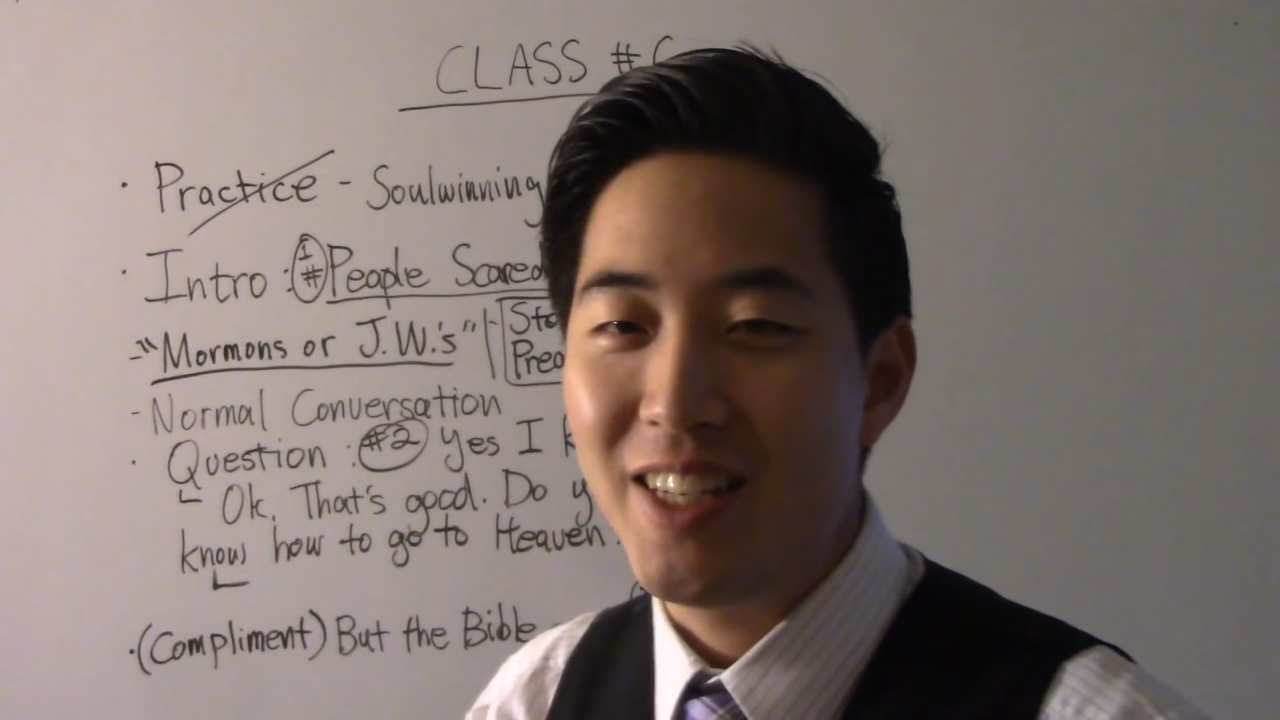 CLASS #
· Practice - Soulwinning
· Intro : #1 People Scared
- "Mormons or J.W.'s"
- Normal Conversation
· Question : #2 Yes I
Ok. That's good. Do
know how to go to Heaven
· (Compliment) But the Bible -